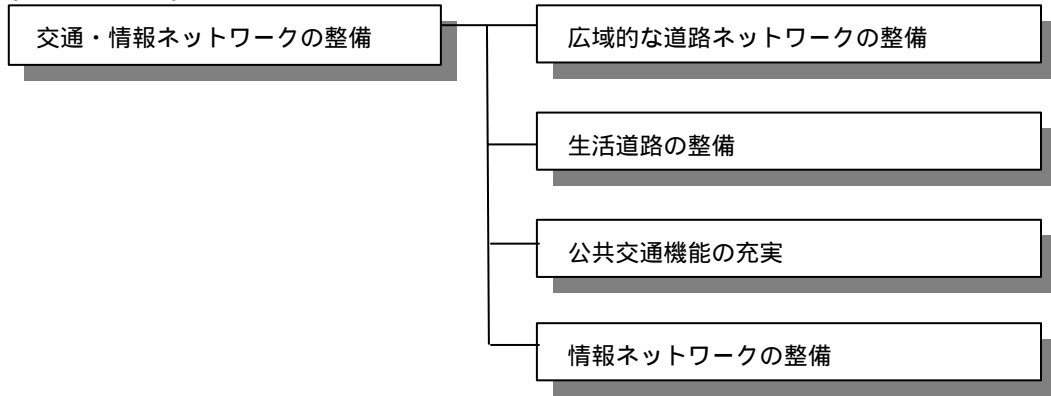 交通・情報ネットワークの整備
広域的な道路ネットワークの整備
生活道路の整備
公共交通機能の充実
情報ネットワークの整備